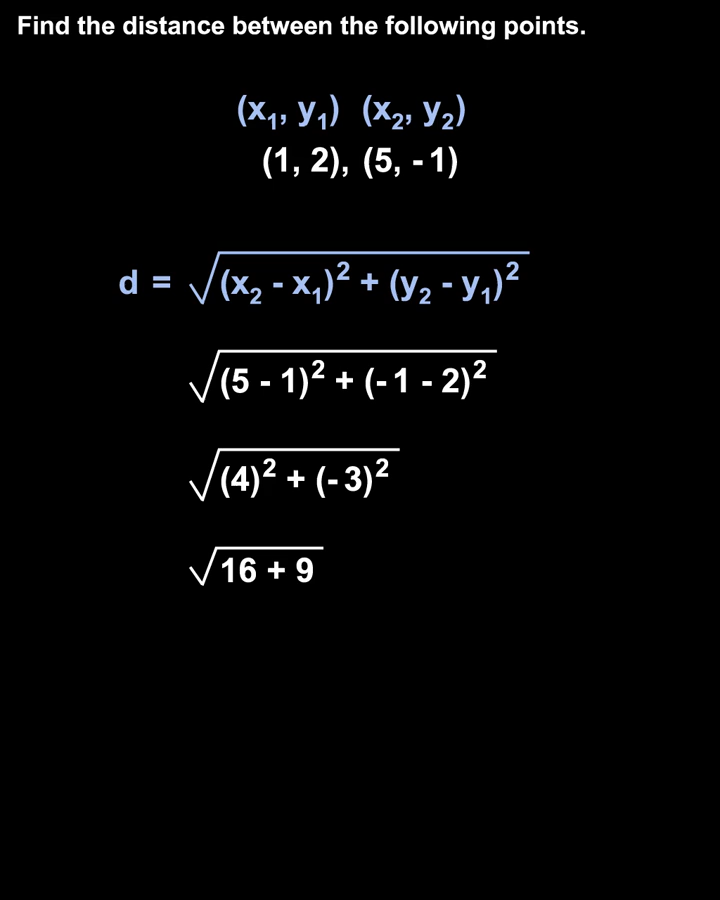 Find the distance between the following points.
(x₁, y₁) (x₂, y₂)
(1, 2), (5, -1)
d = √(x₂ - x₁)² + (y₂ - y₁)²
√(5 - 1)² + (-1 - 2)²
√(4)² + (-3)²
√16 + 9